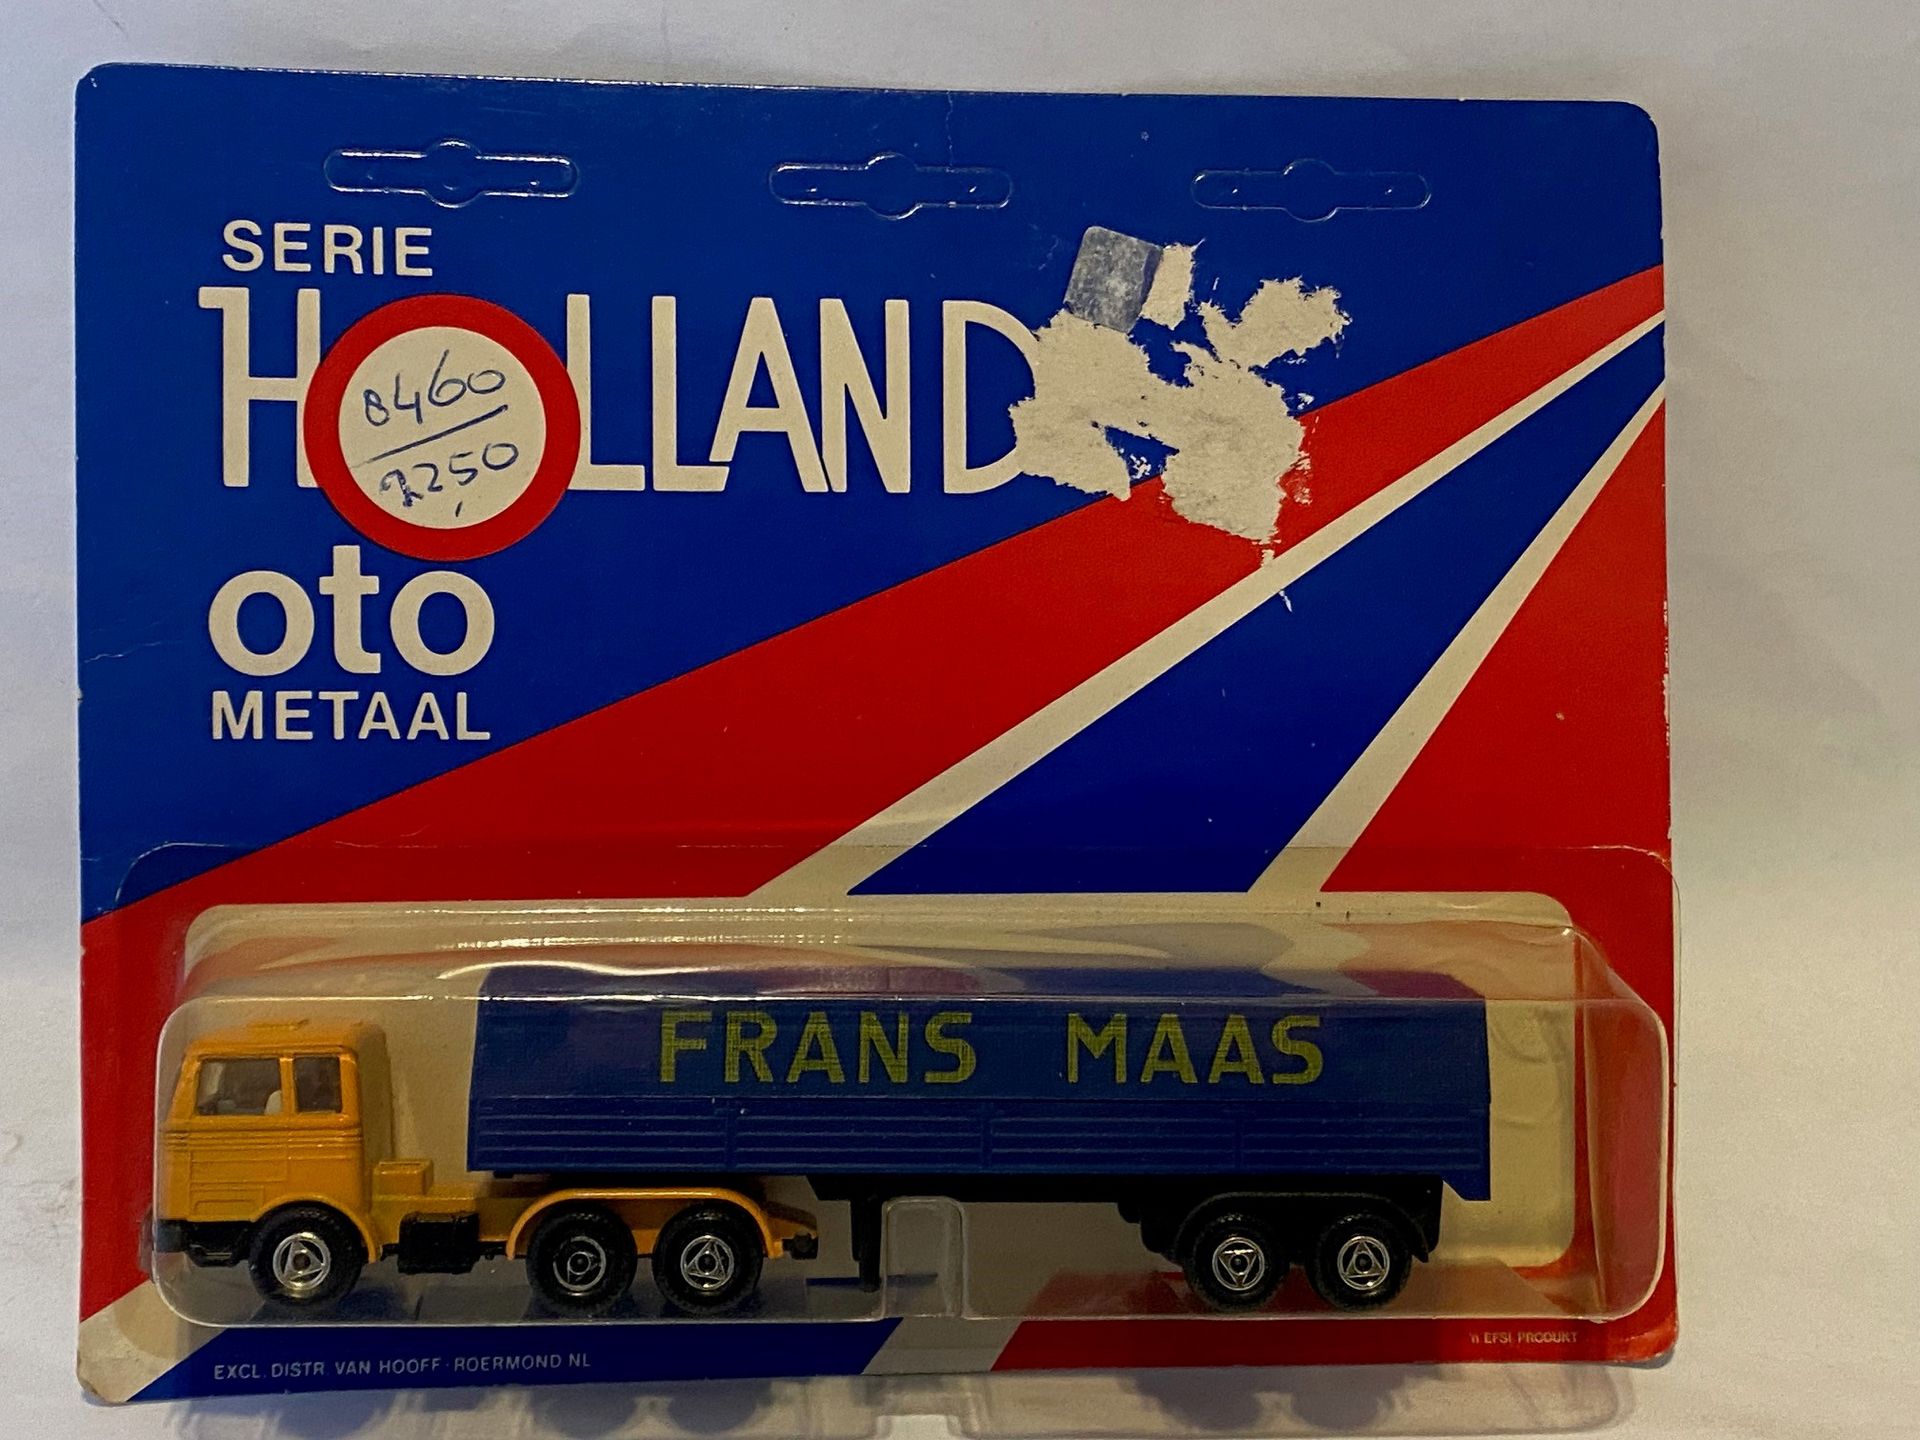 SERIE
HOLLAND
8460
2250
oto
METAAL
FRANS MAAS
'n EFSI PRODUKT
EXCL. DISTR. VAN HOOFF · ROERMOND NL